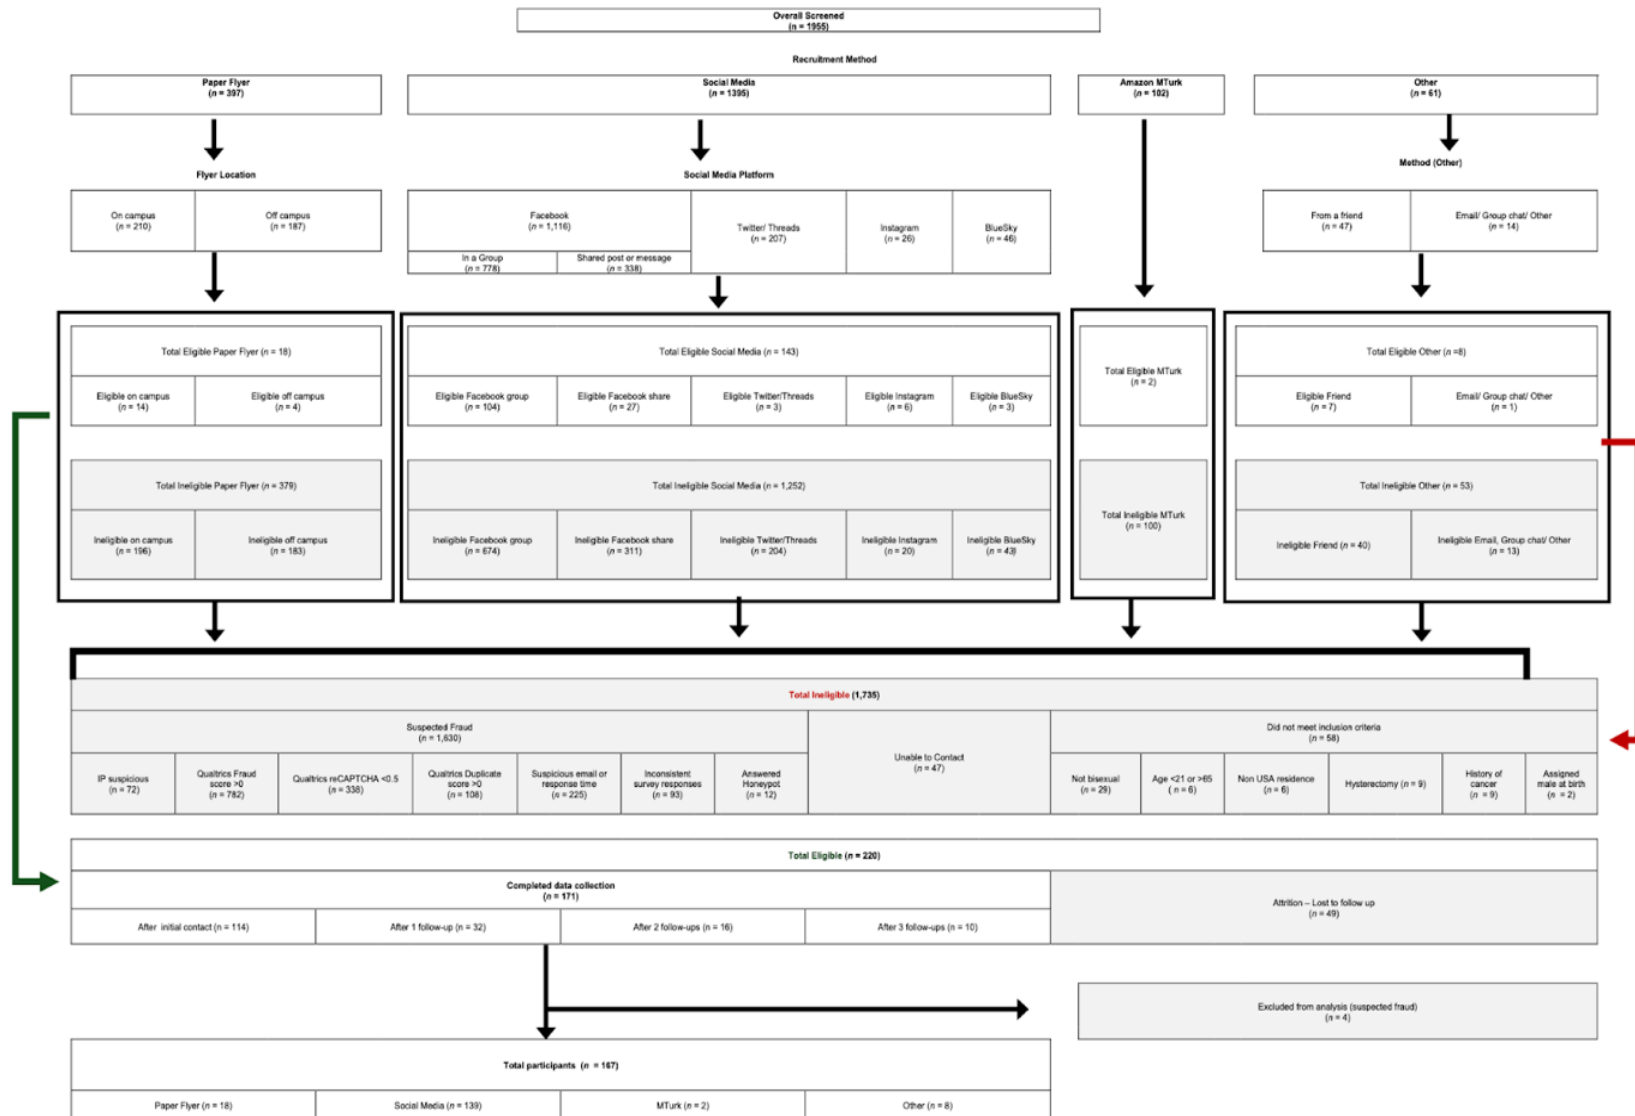 Overall Screened
(n = 1955)
Recruitment Method
Paper Flyer
(n = 397)
Social Media
(n = 1395)
Amazon MTurk
(n = 102)
Other
(n = 61)
Flyer Location
Social Media Platform
Method (Other)
On campus
(n = 210)
Off campus
(n = 187)
Facebook
(n = 1,116)
In a Group
(n = 778)
Shared post or message
(n = 338)
Twitter/ Threads
(n = 207)
Instagram
(n = 26)
BlueSky
(n = 46)
From a friend
(n = 47)
Email/ Group chat/ Other
(n = 14)
Total Eligible Paper Flyer (n = 18)
Eligible on campus
(n = 14)
Eligible off campus
(n = 4)
Total Ineligible Paper Flyer (n = 379)
Ineligible on campus
(n = 196)
Ineligible off campus
(n = 183)
Total Eligible Social Media (n = 143)
Eligible Facebook group
(n = 104)
Eligible Facebook share
(n = 27)
Eligible Twitter/Threads
(n = 3)
Eligible Instagram
(n = 6)
Eligible BlueSky
(n = 3)
Total Ineligible Social Media (n = 1,252)
Ineligible Facebook group
(n = 674)
Ineligible Facebook share
(n = 311)
Ineligible Twitter/Threads
(n = 204)
Ineligible Instagram
(n = 20)
Ineligible BlueSky
(n = 43)
Total Eligible MTurk
(n = 2)
Total Ineligible MTurk
(n = 100)
Total Eligible Other (n =8)
Eligible Friend
(n = 7)
Email/ Group chat/ Other
(n = 1)
Total Ineligible Other (n = 53)
Ineligible Friend (n = 40)
Ineligible Email, Group chat/ Other
(n = 13)
Total Ineligible (1,735)
Suspected Fraud
(n = 1,630)
IP suspicious
(n = 72)
Qualtrics Fraud
score >0
(n = 782)
Qualtrics reCAPTCHA <0.5
(n = 338)
Qualtrics Duplicate
score >0
(n = 108)
Suspicious email or
response time
(n = 225)
Inconsistent
survey responses
(n = 93)
Answered
Honeypot
(n = 12)
Unable to Contact
(n = 47)
Did not meet inclusion criteria
(n = 58)
Not bisexual
(n = 29)
Age <21 or >65
( n = 6)
Non USA residence
(n = 6)
Hysterectomy (n = 9)
History of
cancer
(n = 9)
Assigned
male at birth
(n = 2)
Total Eligible (n = 220)
Completed data collection
(n = 171)
After initial contact (n = 114)
After 1 follow-up (n = 32)
After 2 follow-ups (n = 16)
After 3 follow-ups (n = 10)
Attrition – Lost to follow up
(n = 49)
Excluded from analysis (suspected fraud)
(n = 4)
Total participants (n = 167)
Paper Flyer (n = 18)
Social Media (n = 139)
MTurk (n = 2)
Other (n = 8)